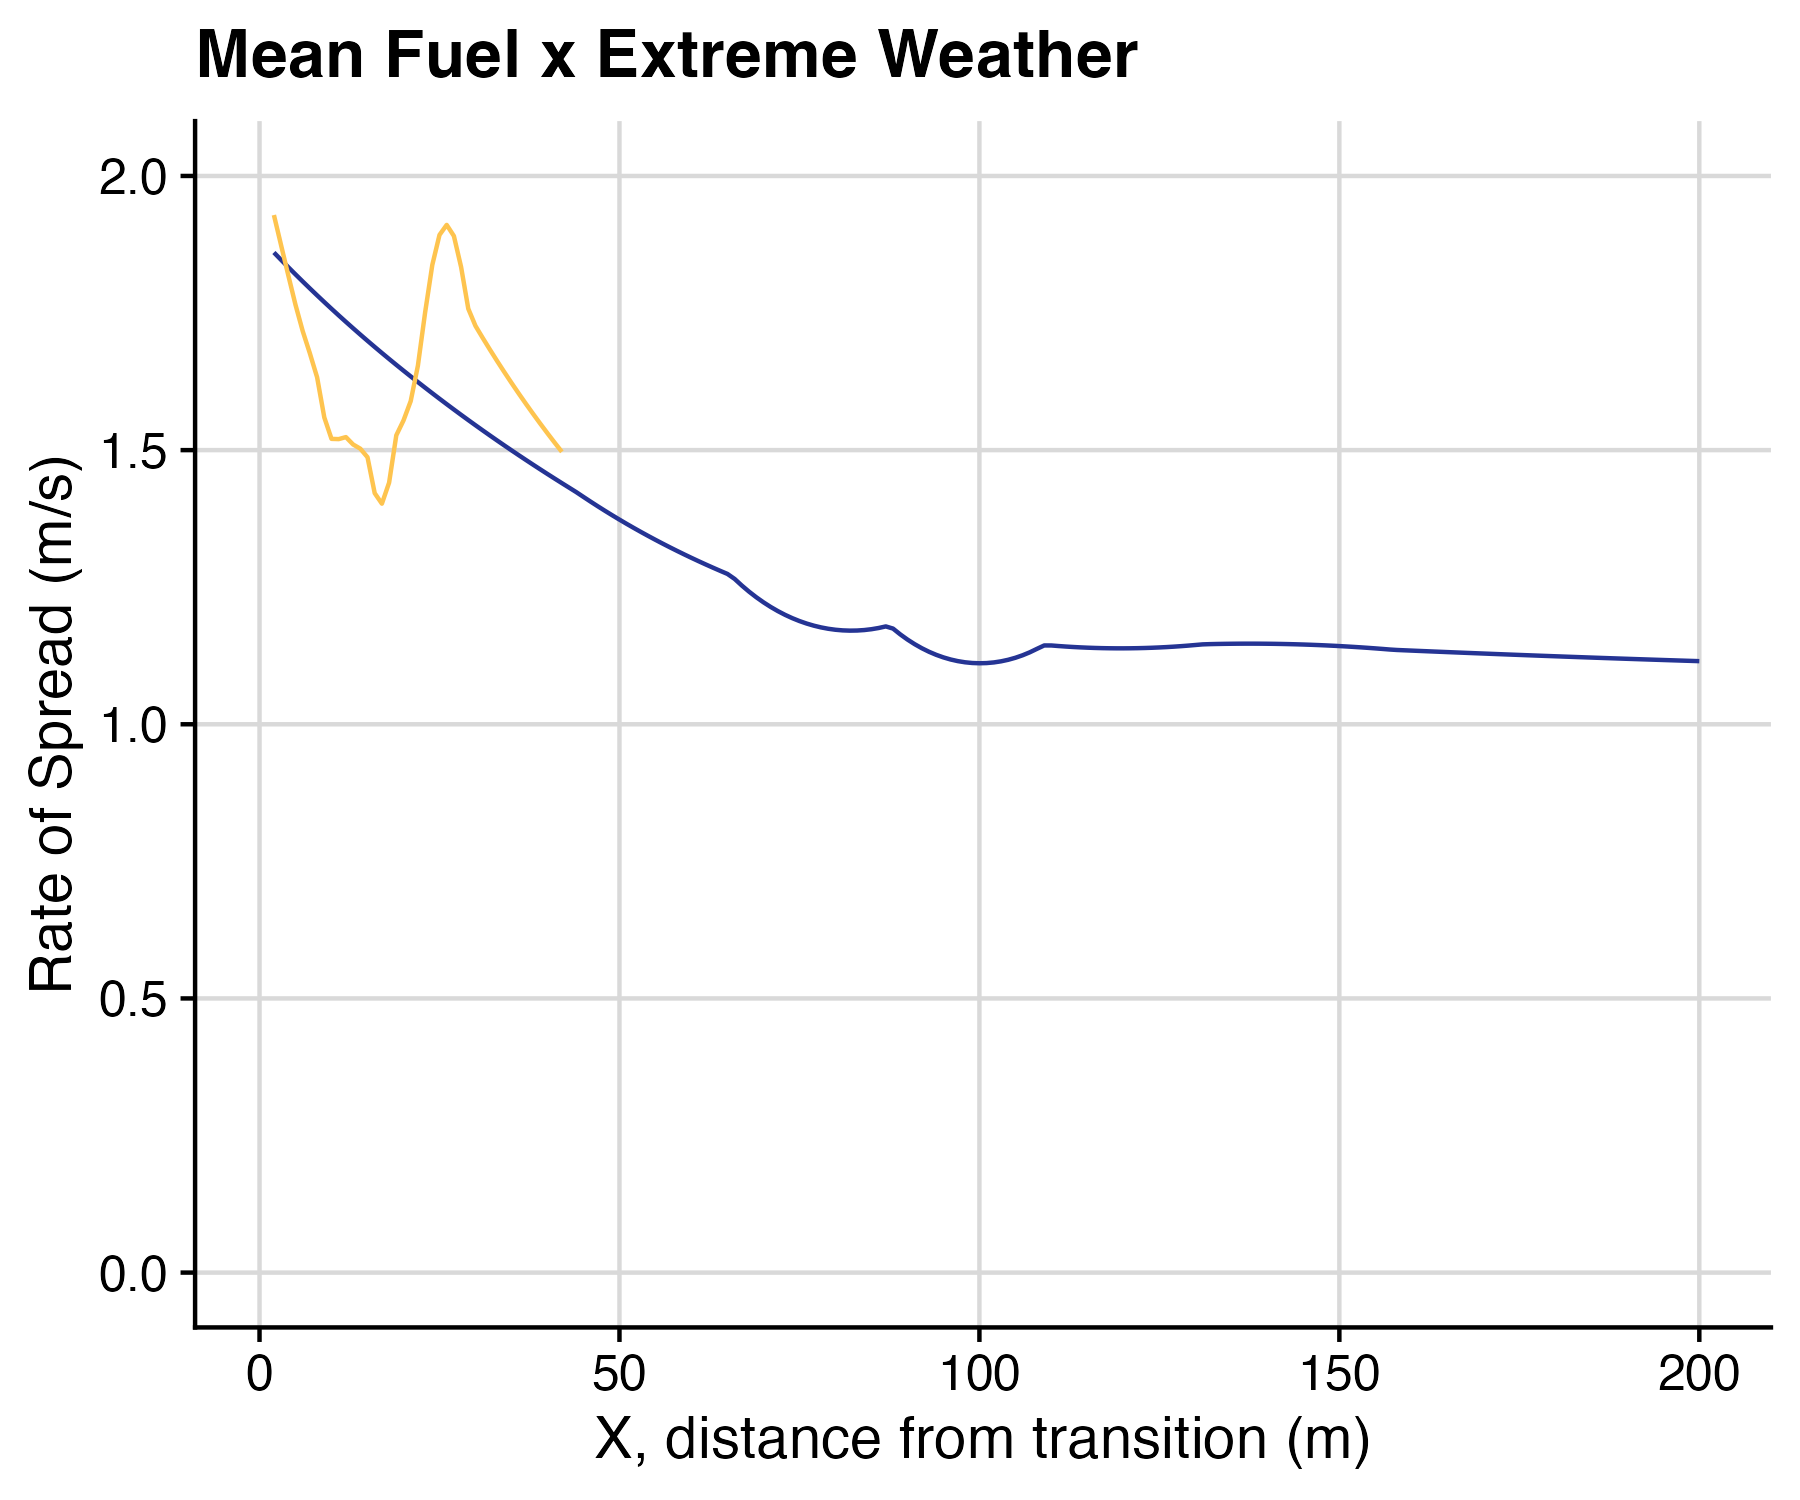 Mean Fuel x Extreme Weather
Rate of Spread (m/s)
2.0
1.5
1.0
0.5
0.0
0 50 100 150 200
X, distance from transition (m)